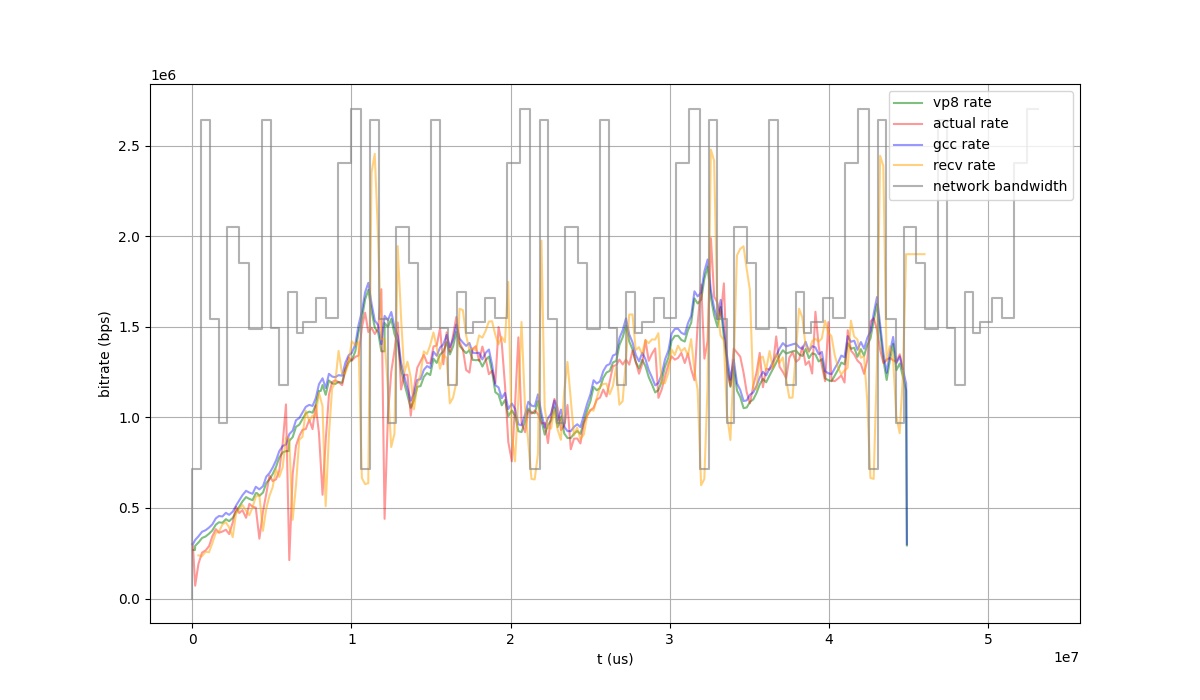 1e6
vp8 rate
actual rate
gcc rate
recv rate
network bandwidth
2.5
2.0
1.5
1.0
0.5
0.0
bitrate (bps)
0 1 2 3 4 5
t (us)
1e7